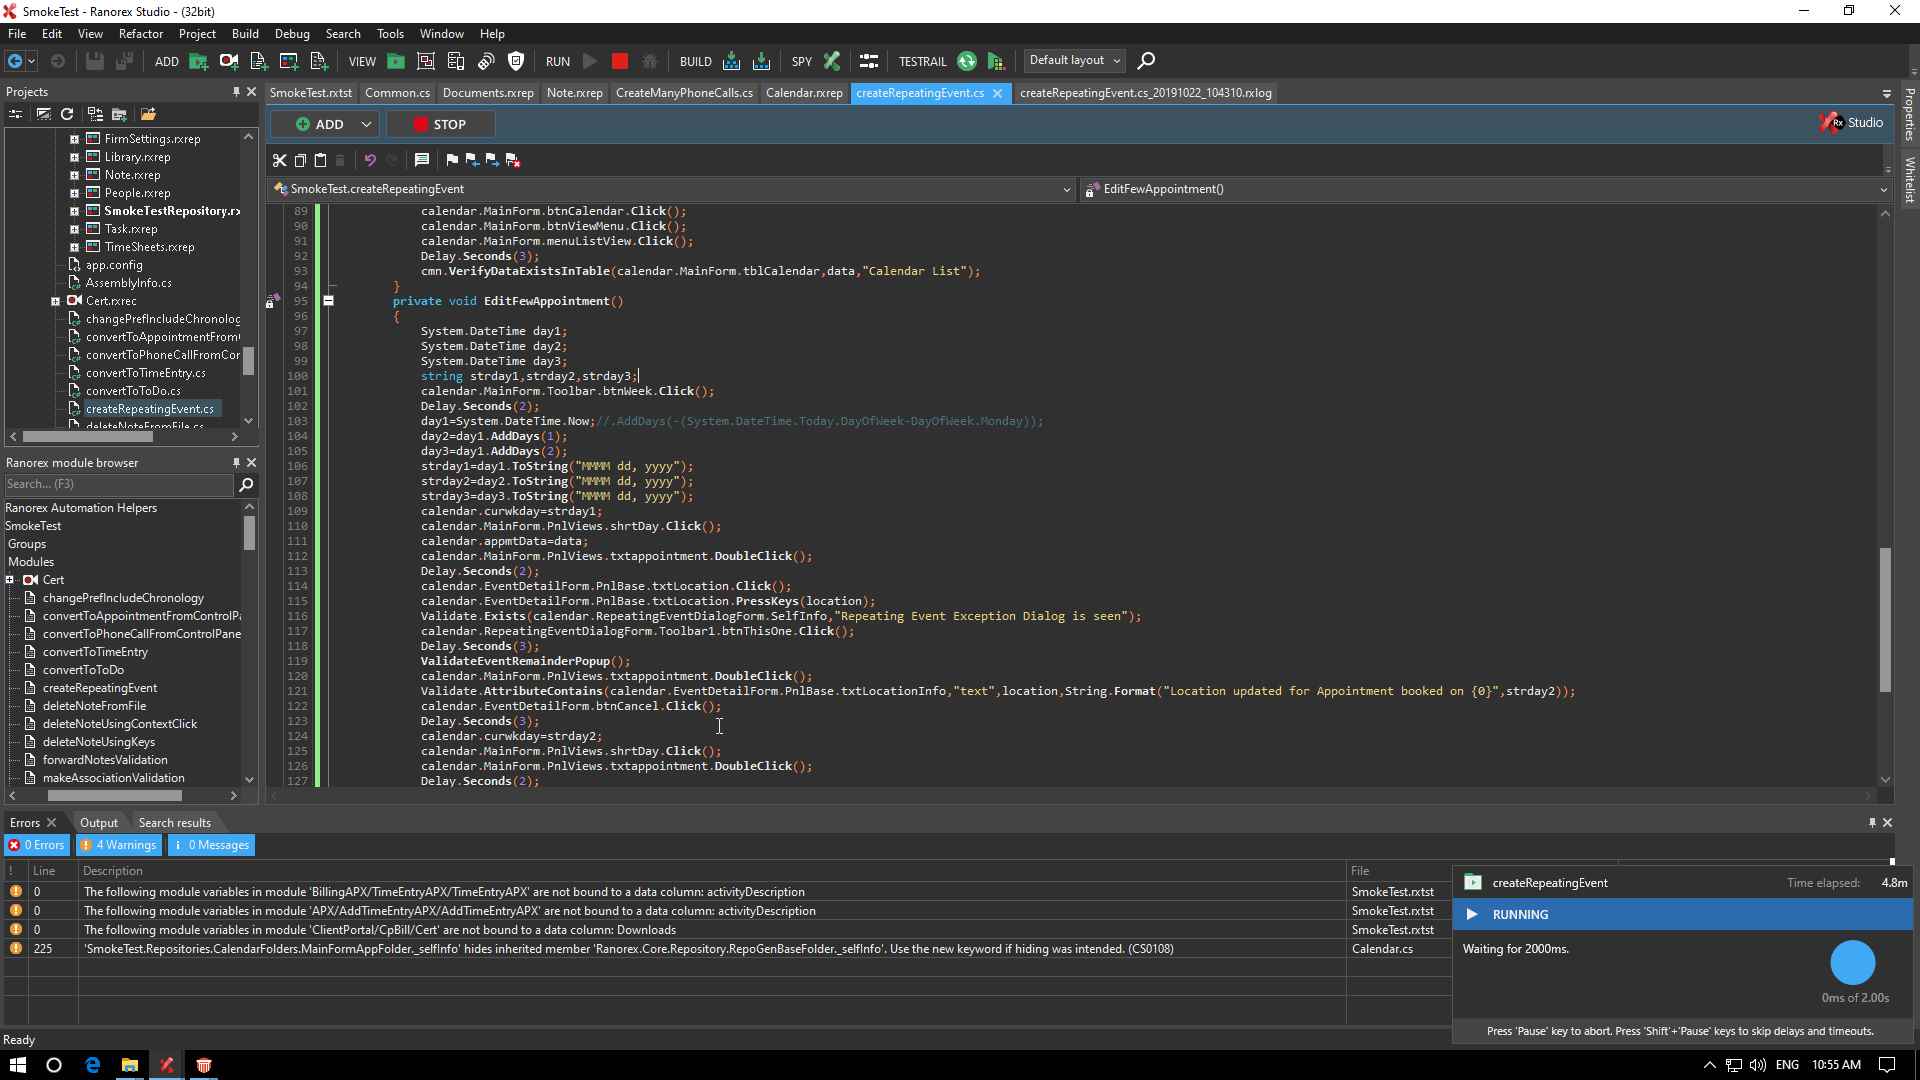 SmokeTest - Ranorex Studio - (32bit)
File Edit View Refactor Project Build Debug Search Tools Window Help
ADD VIEW RUN BUILD SPY TESTRAIL Default layout
Projects
FirmSettings.rxrep
Library.rxrep
Note.rxrep
People.rxrep
SmokeTestRepository.rx
Task.rxrep
TimeSheets.rxrep
app.config
AssemblyInfo.cs
Cert.rxrec
changePrefIncludeChronolog
convertToAppointmentFrom
convertToPhoneCallFromCor
convertToTimeEntry.cs
convertToToDo.cs
createRepeatingEvent.cs
deleteNoteFromFile.cs
Ranorex module browser
Search... (F3)
Ranorex Automation Helpers
SmokeTest
Groups
Modules
Cert
changePrefIncludeChronology
convertToAppointmentFromControlPa
convertToPhoneCallFromControlPane
convertToTimeEntry
convertToToDo
createRepeatingEvent
deleteNoteFromFile
deleteNoteUsingContextClick
deleteNoteUsingKeys
forwardNotesValidation
makeAssociationValidation
SmokeTest.rxtst Common.cs Documents.rxrep Note.rxrep CreateManyPhoneCalls.cs Calendar.rxrep createRepeatingEvent.cs createRepeatingEvent.cs_20191022_104310.rxlog
ADD STOP
Rx Studio
Properties
Whitelist
SmokeTest.createRepeatingEvent EditFewAppointment()
89 calendar.MainForm.btnCalendar.Click();
90 calendar.MainForm.btnViewMenu.Click();
91 calendar.MainForm.menuListView.Click();
92 Delay.Seconds(3);
93 cmn.VerifyDataExistsInTable(calendar.MainForm.tblCalendar,data,"Calendar List");
94 }
95 private void EditFewAppointment()
96 {
97 System.DateTime day1;
98 System.DateTime day2;
99 System.DateTime day3;
100 string strday1,strday2,strday3;
101 calendar.MainForm.Toolbar.btnWeek.Click();
102 Delay.Seconds(2);
103 day1=System.DateTime.Now;//.AddDays(-(System.DateTime.Today.DayOfWeek-DayOfWeek.Monday));
104 day2=day1.AddDays(1);
105 day3=day1.AddDays(2);
106 strday1=day1.ToString("MMMM dd, yyyy");
107 strday2=day2.ToString("MMMM dd, yyyy");
108 strday3=day3.ToString("MMMM dd, yyyy");
109 calendar.curwkday=strday1;
110 calendar.MainForm.PnlViews.shrtDay.Click();
111 calendar.appmtData=data;
112 calendar.MainForm.PnlViews.txtappointment.DoubleClick();
113 Delay.Seconds(2);
114 calendar.EventDetailForm.PnlBase.txtLocation.Click();
115 calendar.EventDetailForm.PnlBase.txtLocation.PressKeys(location);
116 Validate.Exists(calendar.RepeatingEventDialogForm.SelfInfo,"Repeating Event Exception Dialog is seen");
117 calendar.RepeatingEventDialogForm.Toolbar1.btnThisOne.Click();
118 Delay.Seconds(3);
119 ValidateEventRemainderPopup();
120 calendar.MainForm.PnlViews.txtappointment.DoubleClick();
121 Validate.AttributeContains(calendar.EventDetailForm.PnlBase.txtLocationInfo,"text",location,String.Format("Location updated for Appointment booked on {0}",strday2));
122 calendar.EventDetailForm.btnCancel.Click();
123 Delay.Seconds(3);
124 calendar.curwkday=strday2;
125 calendar.MainForm.PnlViews.shrtDay.Click();
126 calendar.MainForm.PnlViews.txtappointment.DoubleClick();
127 Delay.Seconds(2);
Errors Output Search results
0 Errors 4 Warnings 0 Messages
! Line Description File
0 The following module variables in module 'BillingAPX/TimeEntryAPX/TimeEntryAPX' are not bound to a data column: activityDescription SmokeTest.rxtst
0 The following module variables in module 'APX/AddTimeEntryAPX/AddTimeEntryAPX' are not bound to a data column: activityDescription SmokeTest.rxtst
0 The following module variables in module 'ClientPortal/CpBill/Cert' are not bound to a data column: Downloads SmokeTest.rxtst
225 'SmokeTest.Repositories.CalendarFolders.MainFormAppFolder._selfInfo' hides inherited member 'Ranorex.Core.Repository.RepoGenBaseFolder._selfInfo'. Use the new keyword if hiding was intended. (CS0108) Calendar.cs
createRepeatingEvent Time elapsed: 4.8m
RUNNING
Waiting for 2000ms.
0ms of 2.00s
Press 'Pause' key to abort. Press 'Shift'+'Pause' keys to skip delays and timeouts.
Ready
ENG 10:55 AM